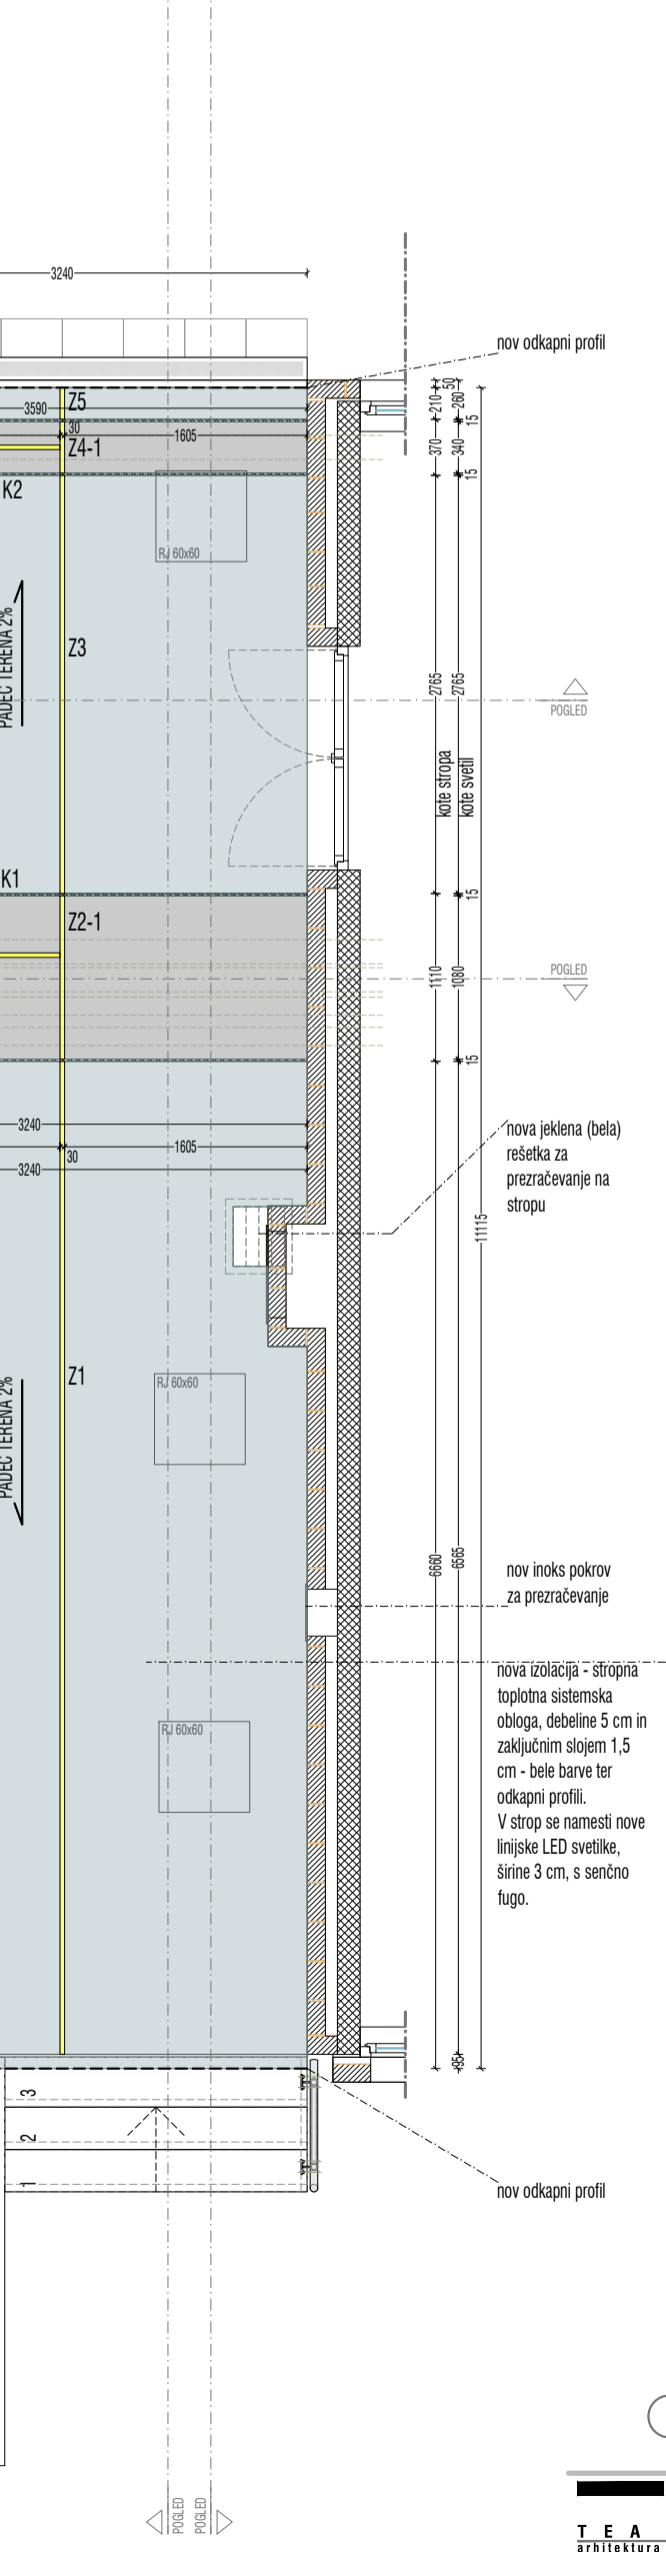 3240
nov odkapni profil
3590
Z5
30
Z4-1
1605
K2
RJ 60x60
PADEC TERENA 2%
Z3
50
210
260
15
370
340
15
2765
2765
POGLED
kote stropa
kote svetil
K1
Z2-1
15
POGLED
1110
1080
15
3240
30
1605
3240
nova jeklena (bela)
rešetka za
prezračevanje na
stropu
11115
Z1
RJ 60x60
PADEC TERENA 2%
6660
6565
nov inoks pokrov
za prezračevanje
nova izolacija - stropna
toplotna sistemska
obloga, debeline 5 cm in
zaključnim slojem 1,5
cm - bele barve ter
odkapni profili.
V strop se namesti nove
linijske LED svetilke,
širine 3 cm, s senčno
fugo.
RJ 60x60
95
3
2
1
nov odkapni profil
POGLED
POGLED
T E A
arhitektura